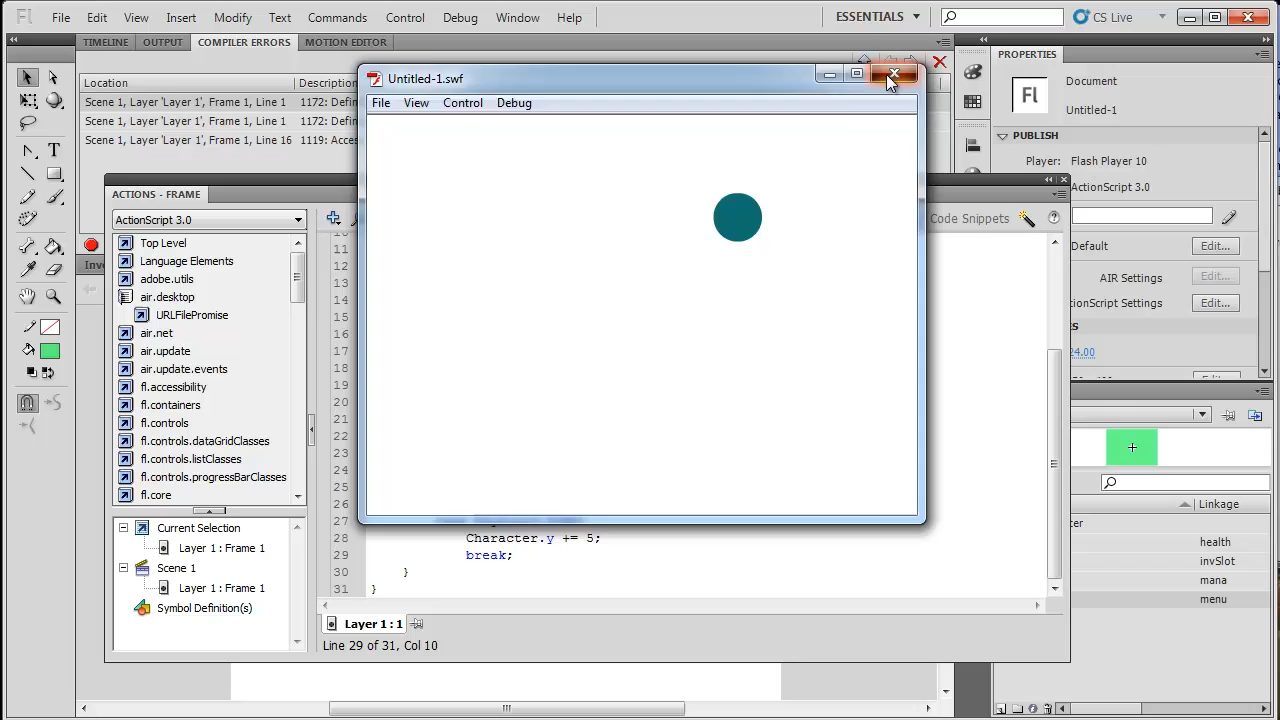 Fl File Edit View Insert Modify Text Commands Control Debug Window Help ESSENTIALS CS Live
TIMELINE OUTPUT COMPILER ERRORS MOTION EDITOR
Location Description
Scene 1, Layer 'Layer 1', Frame 1, Line 1 1172: Defin
Scene 1, Layer 'Layer 1', Frame 1, Line 1 1172: Defin
Scene 1, Layer 'Layer 1', Frame 1, Line 16 1119: Acces
Untitled-1.swf
File View Control Debug
PROPERTIES
Fl
Document
Untitled-1
PUBLISH
Player: Flash Player 10
ActionScript 3.0
Default Edit...
AIR Settings Edit...
tionScript Settings Edit...
24.00
ACTIONS - FRAME
ActionScript 3.0
Code Snippets
Top Level
Language Elements
adobe.utils
air.desktop
URLFilePromise
air.net
air.update
air.update.events
fl.accessibility
fl.containers
fl.controls
fl.controls.dataGridClasses
fl.controls.listClasses
fl.controls.progressBarClasses
fl.core
Current Selection
Layer 1 : Frame 1
Scene 1
Layer 1 : Frame 1
Symbol Definition(s)
11
12
13
14
15
16
17
18
19
20
21
22
23
24
25
26
27
28 Character.y += 5;
29 break;
30 }
31 }
Layer 1 : 1
Line 29 of 31, Col 10
Linkage
health
invSlot
mana
menu